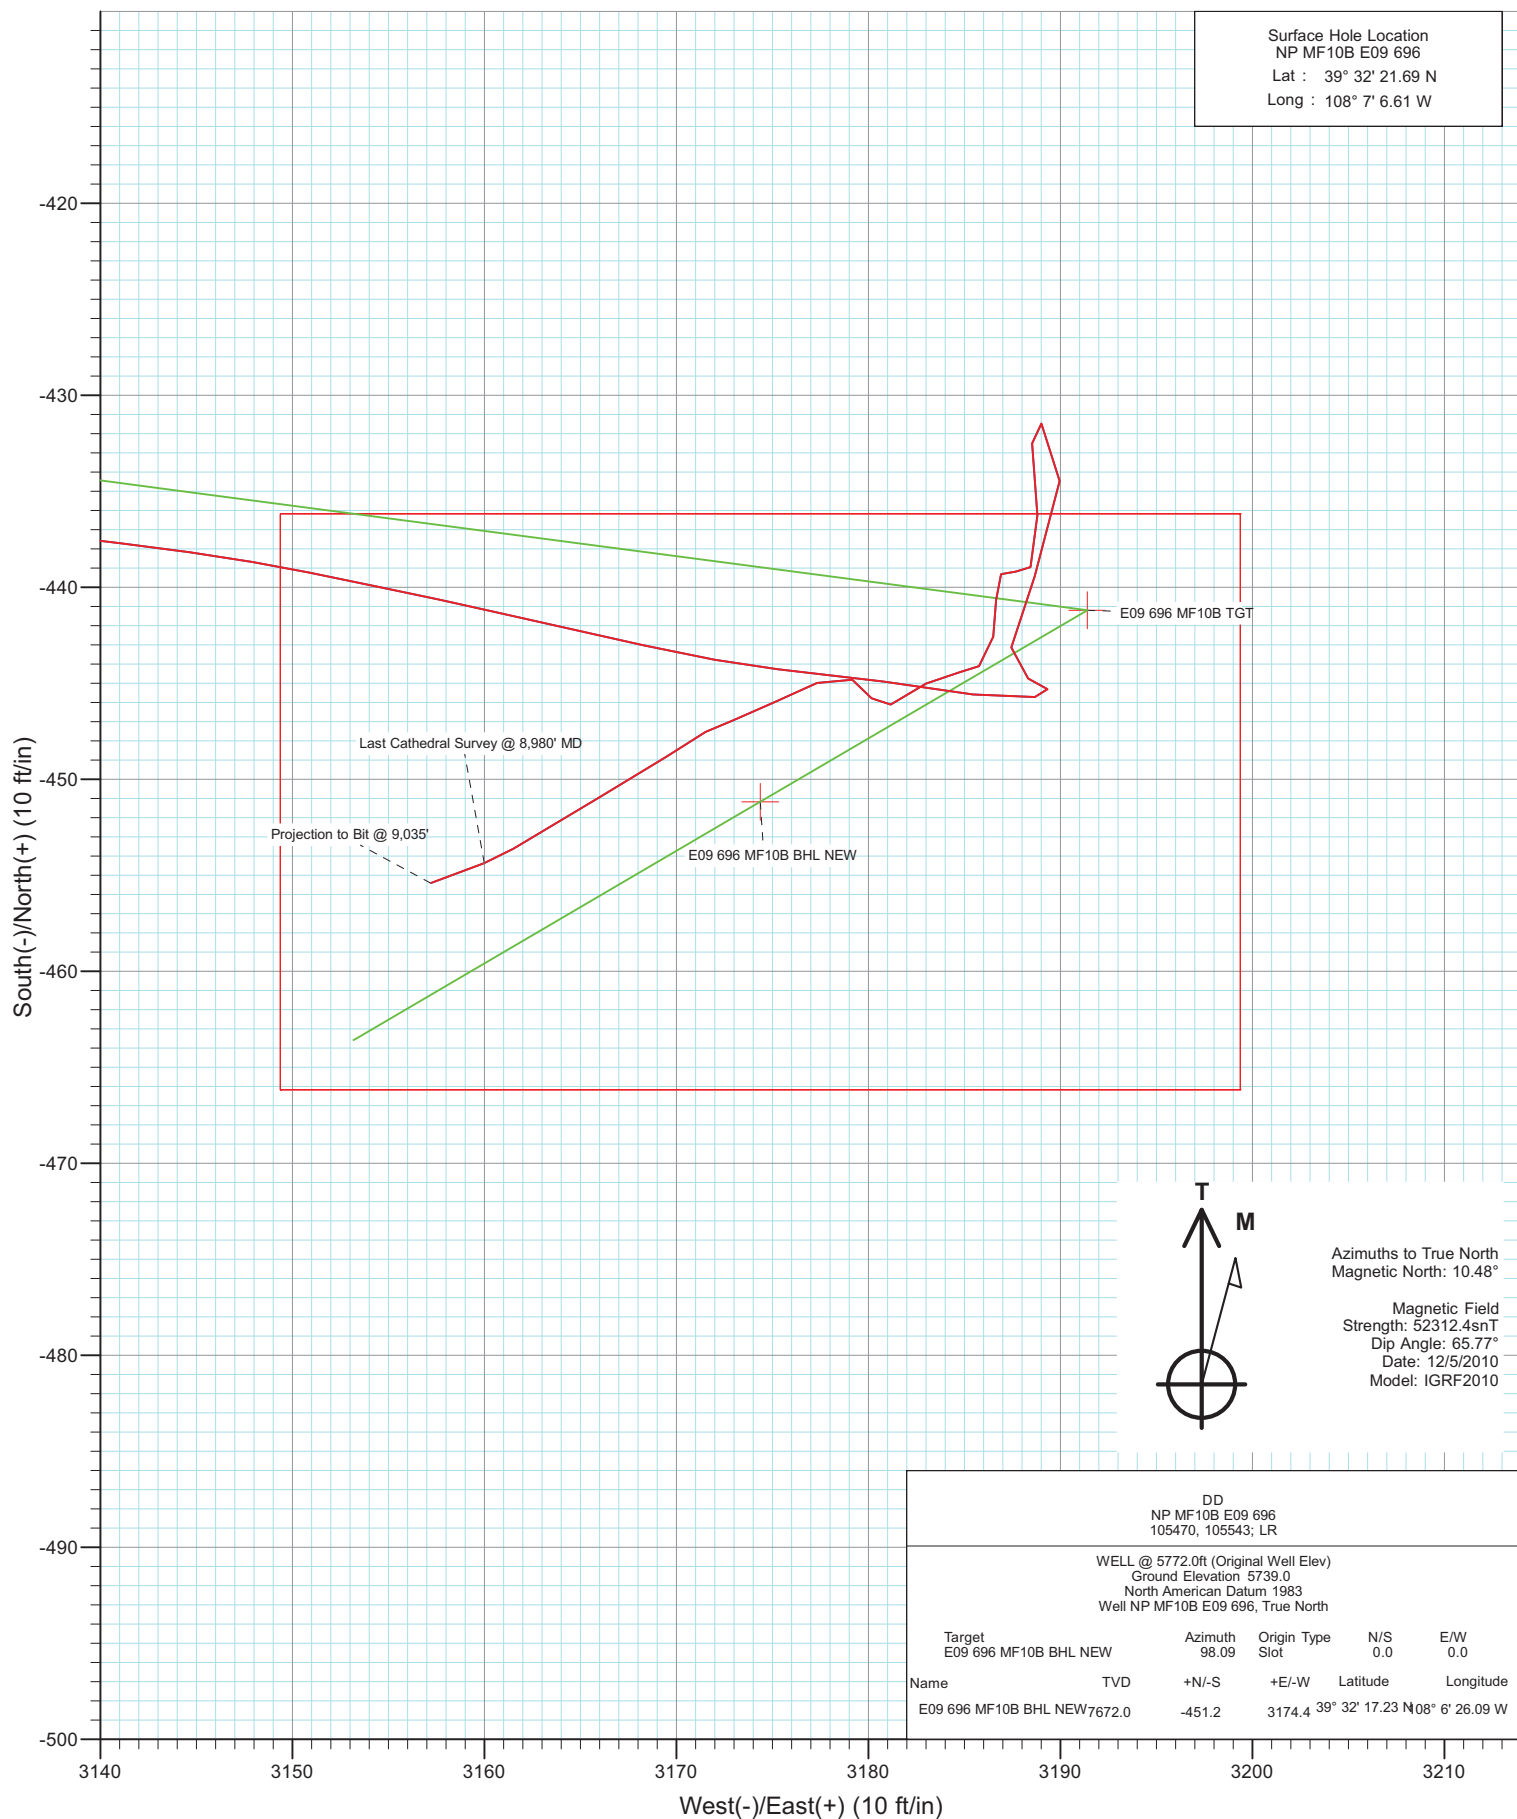 Surface Hole Location
NP MF10B E09 696
Lat : 39° 32' 21.69 N
Long : 108° 7' 6.61 W
-420
-430
-440
-450
-460
-470
-480
-490
-500
South(-)/North(+) (10 ft/in)
E09 696 MF10B TGT
Last Cathedral Survey @ 8,980' MD
Projection to Bit @ 9,035'
E09 696 MF10B BHL NEW
T
M
Azimuths to True North
Magnetic North: 10.48°
Magnetic Field
Strength: 52312.4snT
Dip Angle: 65.77°
Date: 12/5/2010
Model: IGRF2010
DD
NP MF10B E09 696
105470, 105543; LR
WELL @ 5772.0ft (Original Well Elev)
Ground Elevation 5739.0
North American Datum 1983
Well NP MF10B E09 696, True North
Target Azimuth Origin Type N/S E/W
E09 696 MF10B BHL NEW 98.09 Slot 0.0 0.0
Name TVD +N/-S +E/-W Latitude Longitude
E09 696 MF10B BHL NEW 7672.0 -451.2 3174.4 39° 32' 17.23 N 108° 6' 26.09 W
3140 3150 3160 3170 3180 3190 3200 3210
West(-)/East(+) (10 ft/in)